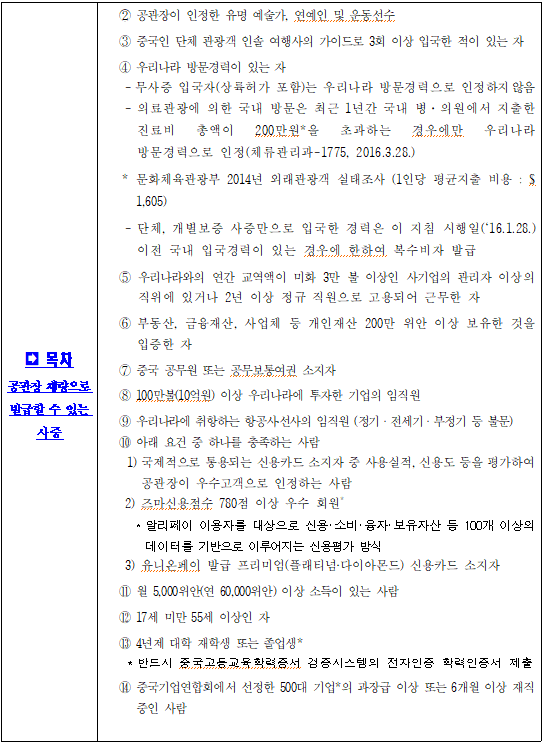 ➡ 목차
공관장 재량으로
발급할 수 있는
사증
② 공관장이 인정한 유명 예술가, 연예인 및 운동선수
③ 중국인 단체 관광객 인솔 여행사의 가이드로 3회 이상 입국한 적이 있는 자
④ 우리나라 방문경력이 있는 자
- 무사증 입국자(상륙허가 포함)는 우리나라 방문경력으로 인정하지않음
- 의료관광에 의한 국내 방문은 최근 1년간 국내 병·의원에서 지출한
진료비 총액이 200만원*을 초과하는 경우에만 우리나라
방문경력으로 인정(체류관리과-1775, 2016.3.28.)
* 문화체육관광부 2014년 외래관광객 실태조사 (1인당 평균지출 비용 : $
1,605)
- 단체, 개별보증 사증만으로 입국한 경력은 이 지침 시행일(‘16.1.28.)
이전 국내 입국경력이 있는 경우에 한하여 복수비자 발급
⑤ 우리나라와의 연간 교역액이 미화 3만 불 이상인 사기업의 관리자 이상의
직위에 있거나 2년 이상 정규 직원으로 고용되어 근무한 자
⑥ 부동산, 금융재산, 사업체 등 개인재산 200만 위안 이상 보유한 것을
입증한 자
⑦ 중국 공무원 또는 공무보통여권 소지자
⑧ 100만불(10억원) 이상 우리나라에 투자한 기업의 임직원
⑨ 우리나라에 취항하는 항공사선사의 임직원 (정기·전세기·부정기 등 불문)
⑩ 아래 요건 중 하나를 충족하는 사람
1) 국제적으로 통용되는 신용카드 소지자 중 사용실적, 신용도 등을 평가하여
공관장이 우수고객으로 인정하는 사람
2) 즈마신용점수 780점 이상 우수 회원*
* 알리페이 이용자를 대상으로 신용·소비·융자·보유자산 등 100개 이상의
데이터를 기반으로 이루어지는 신용평가 방식
3) 유니온페이 발급 프리미엄(플래티넘·다이아몬드) 신용카드 소지자
⑪ 월 5,000위안(연 60,000위안) 이상 소득이 있는 사람
⑫ 17세 미만 55세 이상인 자
⑬ 4년제 대학 재학생 또는 졸업생*
* 반드시 중국고등교육학력증서 검증시스템의 전자인증 학력인증서 제출
⑭ 중국기업연합회에서 선정한 500대 기업*의 과장급 이상 또는 6개월 이상 재직
중인 사람